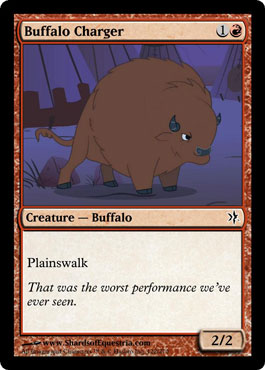 Buffalo Charger 1
Creature — Buffalo
Plainswalk
That was the worst performance we've
ever seen.
www.ShardsofEquestria.com
2/2